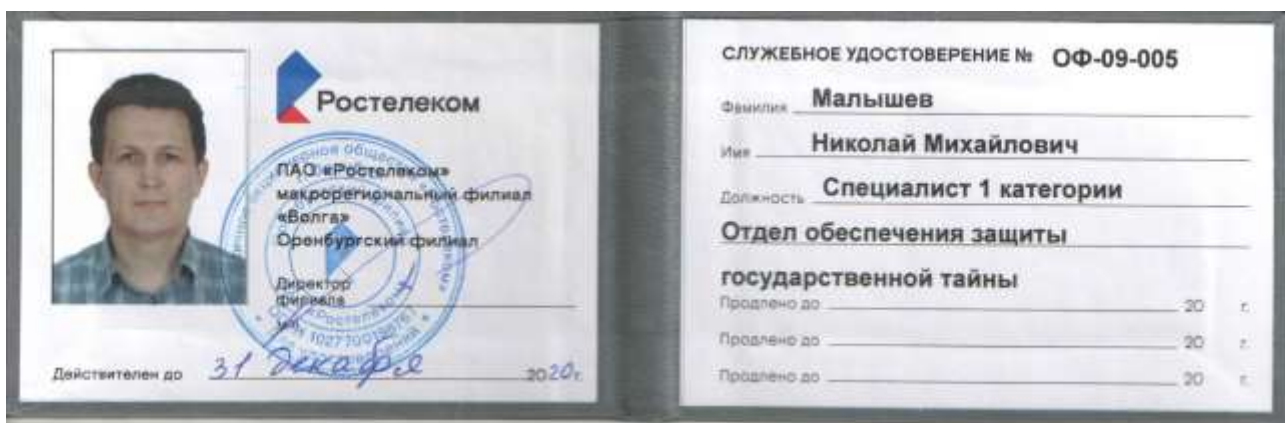 Ростелеком
ПАО «Ростелеком»
макрорегиональный филиал
«Волга»
Оренбургский филиал
Директор
филиала
М.П.
Действителен до 31 декабря 2020 г.
СЛУЖЕБНОЕ УДОСТОВЕРЕНИЕ № ОФ-09-005
Фамилия Малышев
Имя Николай Михайлович
Должность Специалист 1 категории
Отдел обеспечения защиты
государственной тайны
Продлено до 20 г.
Продлено до 20 г.
Продлено до 20 г.